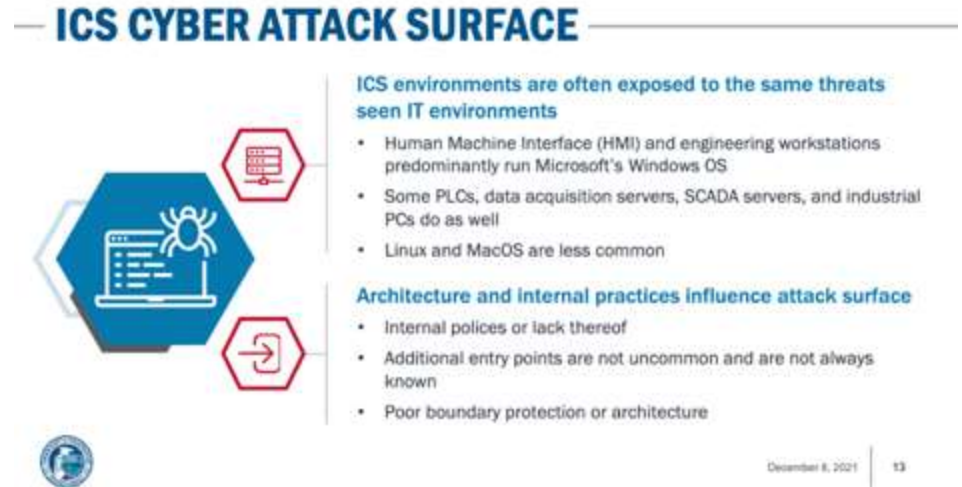 ICS CYBER ATTACK SURFACE
ICS environments are often exposed to the same threats
seen IT environments
• Human Machine Interface (HMI) and engineering workstations
predominantly run Microsoft's Windows OS
• Some PLCs, data acquisition servers, SCADA servers, and industrial
PCs do as well
• Linux and MacOS are less common
Architecture and internal practices influence attack surface
• Internal polices or lack thereof
• Additional entry points are not uncommon and are not always
known
• Poor boundary protection or architecture
December 8, 2021
13